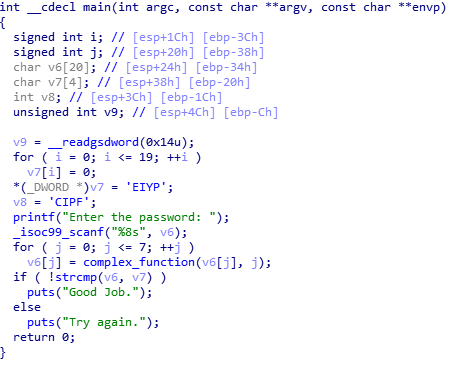 int __cdecl main(int argc, const char **argv, const char **envp)
{
  signed int i; // [esp+1Ch] [ebp-3Ch]
  signed int j; // [esp+20h] [ebp-38h]
  char v6[20]; // [esp+24h] [ebp-34h]
  char v7[4]; // [esp+38h] [ebp-20h]
  int v8; // [esp+3Ch] [ebp-1Ch]
  unsigned int v9; // [esp+4Ch] [ebp-Ch]

  v9 = __readgsdword(0x14u);
  for ( i = 0; i <= 19; ++i )
    v7[i] = 0;
  *(_DWORD *)v7 = 'EIYP';
  v8 = 'CIPF';
  printf("Enter the password: ");
  _isoc99_scanf("%8s", v6);
  for ( j = 0; j <= 7; ++j )
    v6[j] = complex_function(v6[j], j);
  if ( !strcmp(v6, v7) )
    puts("Good Job.");
  else
    puts("Try again.");
  return 0;
}